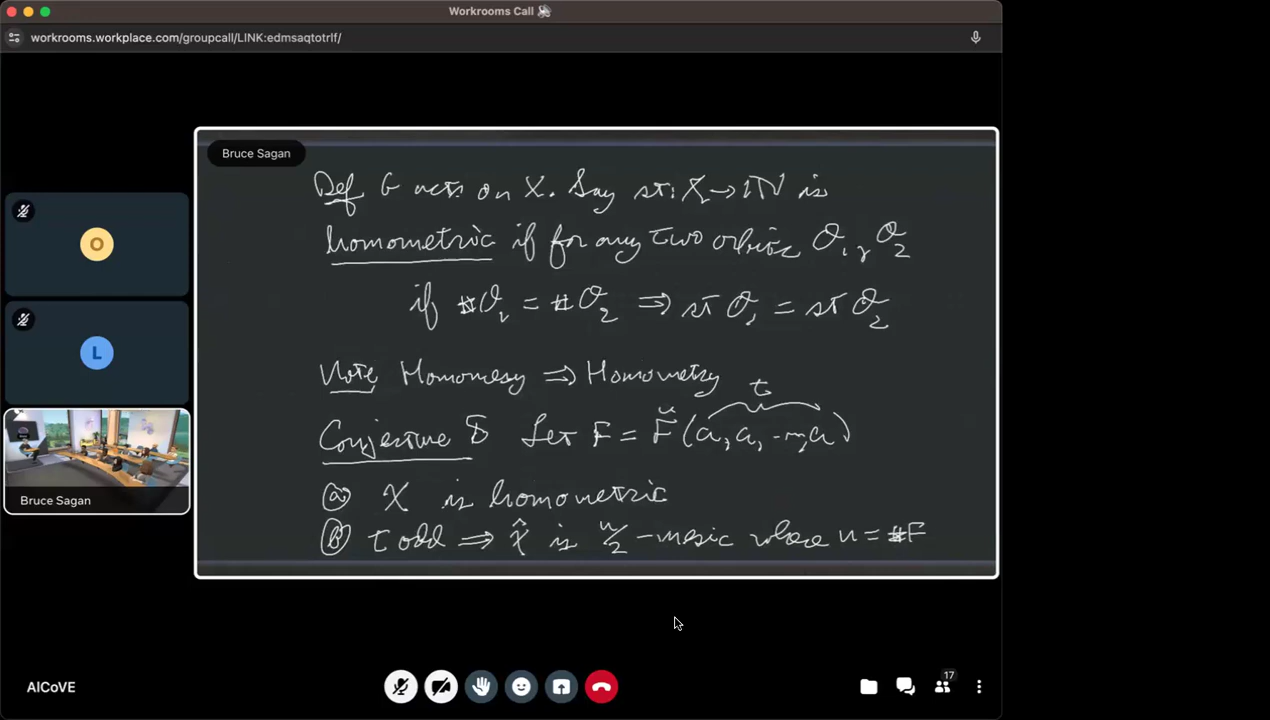 Workrooms Call
workrooms.workplace.com/groupcall/LINK:edmsaqtotrlf/
Bruce Sagan
Def G acts on X. Say st: X → ℕ is
homometric if for any two orbits O₁, O₂
if #O₁ = #O₂ ⇒ st O₁ = st O₂
Note Homomesy ⇒ Homometry
t
Conjecture Let F = F̆(a, a, ..., a)
(a) χ is homometric
(b) t odd ⇒ χ̂ is n/2-mesic where n = #F
O
L
Bruce Sagan
AICoVE
17